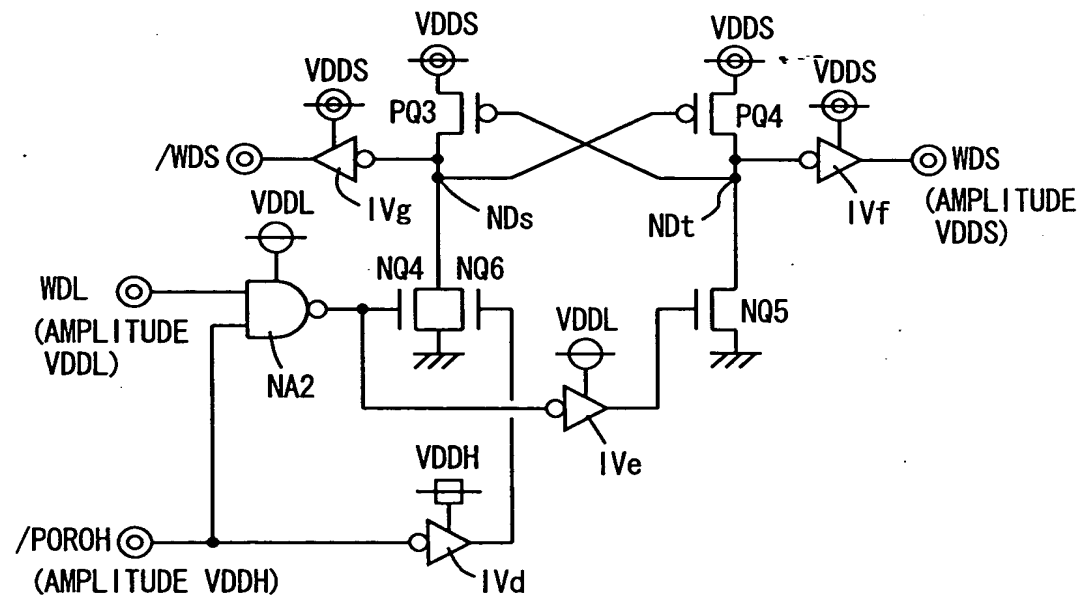 VDDS
VDDS
VDDS
VDDS
PQ3
PQ4
/WDS
WDS
IVg
NDs
NDt
IVf
(AMPLITUDE
VDDS)
VDDL
NQ4
NQ6
WDL
(AMPLITUDE
VDDL)
NA2
VDDL
NQ5
IVe
VDDH
/POROH
(AMPLITUDE VDDH)
IVd